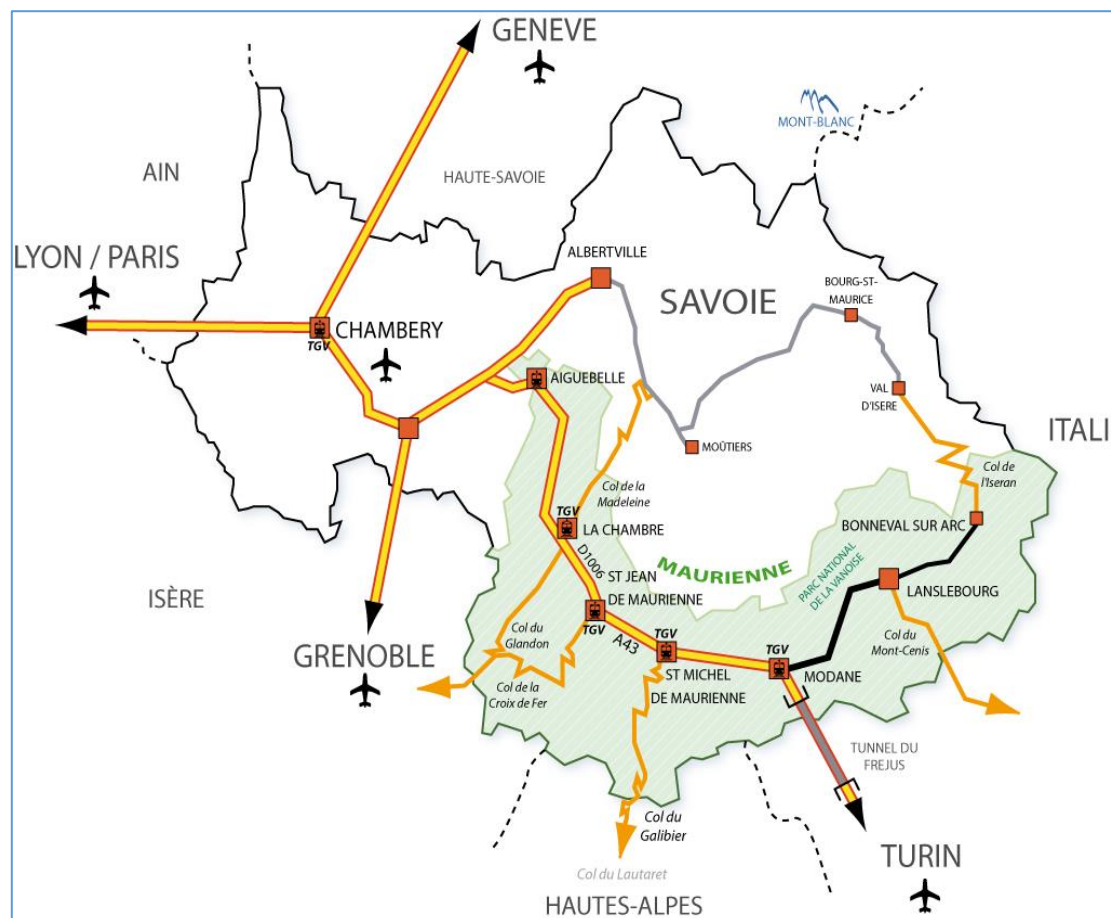 GENEVE
MONT-BLANC
AIN
HAUTE-SAVOIE
LYON / PARIS
ALBERTVILLE
SAVOIE
BOURG-ST-
MAURICE
CHAMBERY
TGV
AIGUEBELLE
VAL
D'ISERE
ITALI
MOÛTIERS
Col de
l'Iseran
Col de la
Madeleine
TGV
LA CHAMBRE
BONNEVAL SUR ARC
D1006
MAURIENNE
PARC NATIONAL
DE LA VANOISE
ISÈRE
ST JEAN
DE MAURIENNE
LANSLEBOURG
TGV
A43
TGV
TGV
Col du
Glandon
Col du
Mont-Cenis
GRENOBLE
Col de la
Croix de Fer
ST MICHEL
DE MAURIENNE
MODANE
TUNNEL DU
FREJUS
Col du
Galibier
TURIN
Col du Lautaret
HAUTES-ALPES